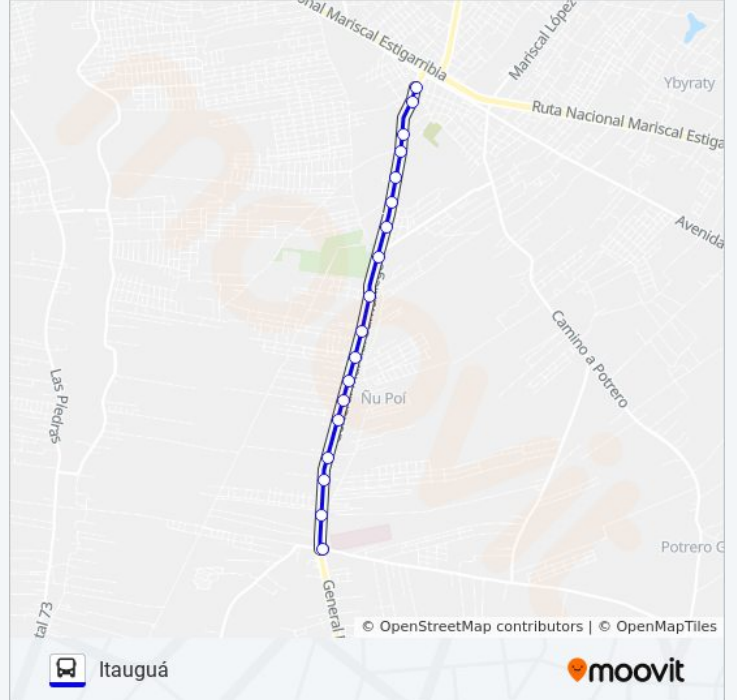 onal Mariscal Estigarribia
Mariscal López
Ybyraty
Ruta Nacional Mariscal Estiga
Avenida
Camino a Potrero
Las Piedras
Ñu Poí
Potrero G
tal 73
General
© OpenStreetMap contributors | © OpenMapTiles
Itauguá
moovit